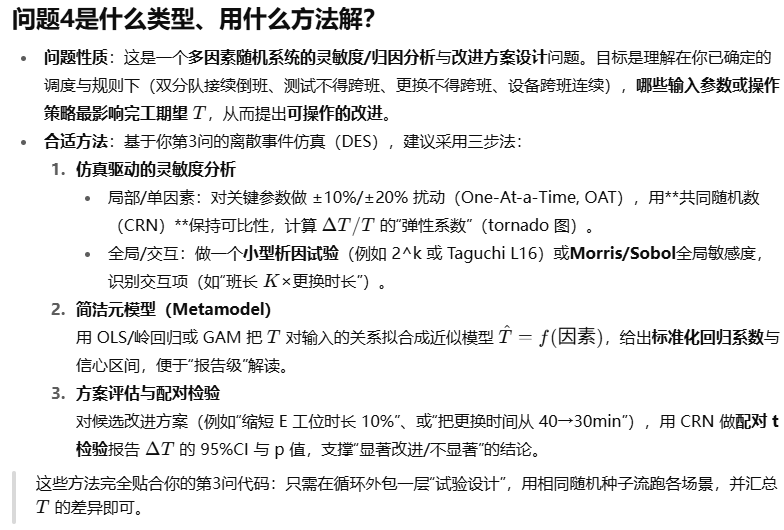 问题4是什么类型、用什么方法解？
• 问题性质：这是一个多因素随机系统的灵敏度/归因分析与改进方案设计问题。目标是理解在你已确定的
调度与规则下（双分队接续倒班、测试不得跨班、更换不得跨班、设备跨班连续），哪些输入参数或操作
策略最影响完工期望 T，从而提出可操作的改进。
• 合适方法：基于你第3问的离散事件仿真（DES），建议采用三步法：
1. 仿真驱动的灵敏度分析
• 局部/单因素：对关键参数做 ±10%/±20% 扰动（One-At-a-Time, OAT），用**共同随机数
（CRN）**保持可比性，计算 ΔT/T 的“弹性系数”（tornado 图）。
• 全局/交互：做一个小型析因试验（例如 2^k 或 Taguchi L16）或Morris/Sobol全局敏感度，
识别交互项（如“班长 K×更换时长”）。
2. 简洁元模型（Metamodel）
用 OLS/岭回归或 GAM 把 T 对输入的关系拟合成近似模型 T̂ = f(因素)，给出标准化回归系数与
信心区间，便于“报告级”解读。
3. 方案评估与配对检验
对候选改进方案（例如“缩短 E 工位时长 10%”、或“把更换时间从 40→30min”），用 CRN 做配对 t
检验报告 ΔT 的 95%CI 与 p 值，支撑“显著改进/不显著”的结论。
这些方法完全贴合你的第3问代码：只需在循环外包一层“试验设计”，用相同随机种子流跑各场景，并汇总
T 的差异即可。